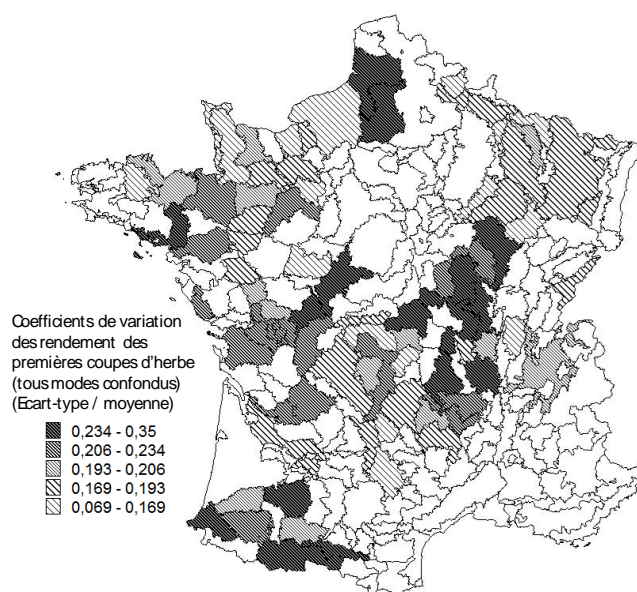 Coefficients de variation
des rendement des
premières coupes d'herbe
(tous modes confondus)
(Ecart-type / moyenne)
0,234 - 0,35
0,206 - 0,234
0,193 - 0,206
0,169 - 0,193
0,069 - 0,169